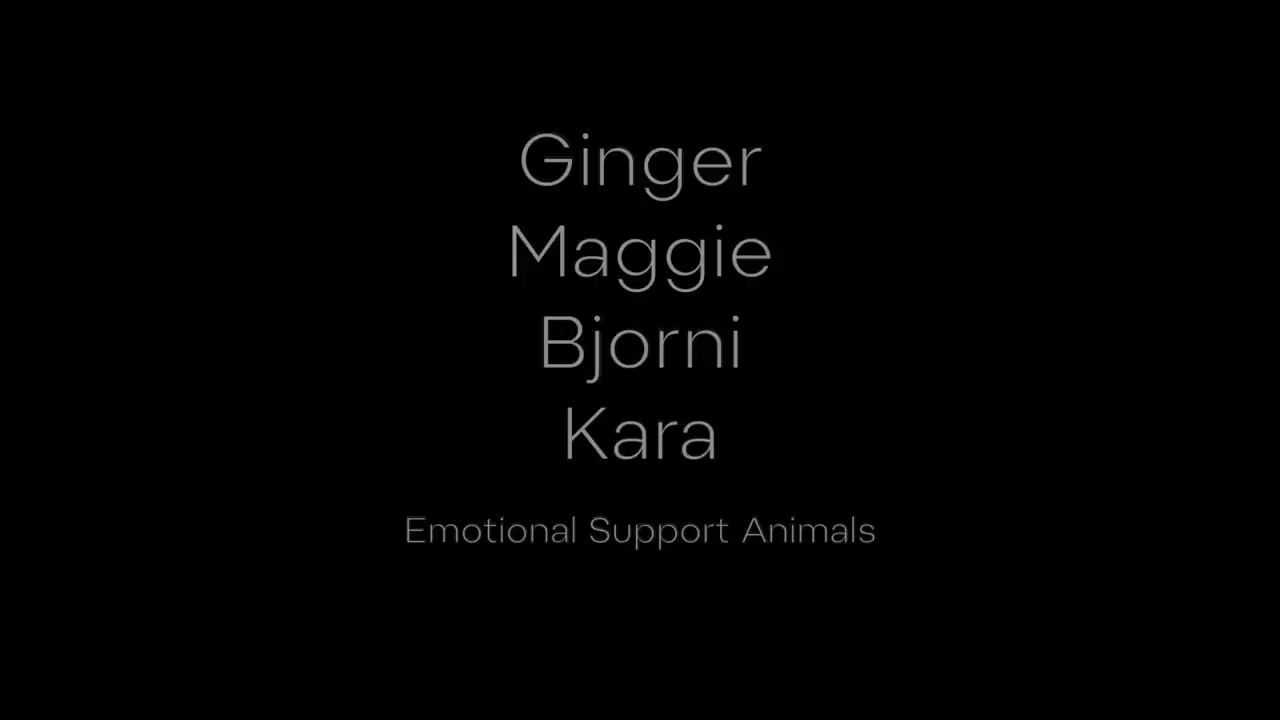 Ginger
Maggie
Bjorni
Kara
Emotional Support Animals